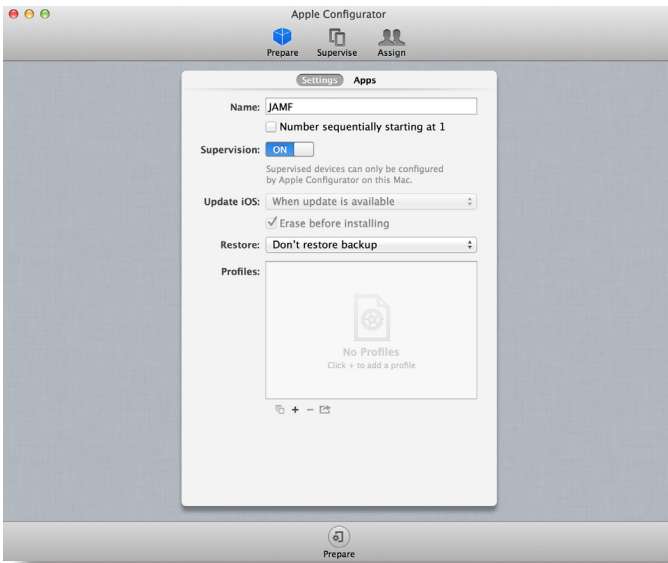 Apple Configurator
Prepare Supervise Assign
Settings Apps
Name: JAMF
Number sequentially starting at 1
Supervision: ON
Supervised devices can only be configured
by Apple Configurator on this Mac.
Update iOS: When update is available
Erase before installing
Restore: Don't restore backup
Profiles:
No Profiles
Click + to add a profile
Prepare